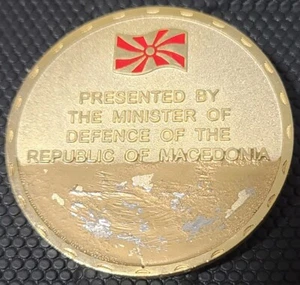 PRESENTED BY
THE MINISTER OF
DEFENCE OF THE
REPUBLIC OF MACEDONIA